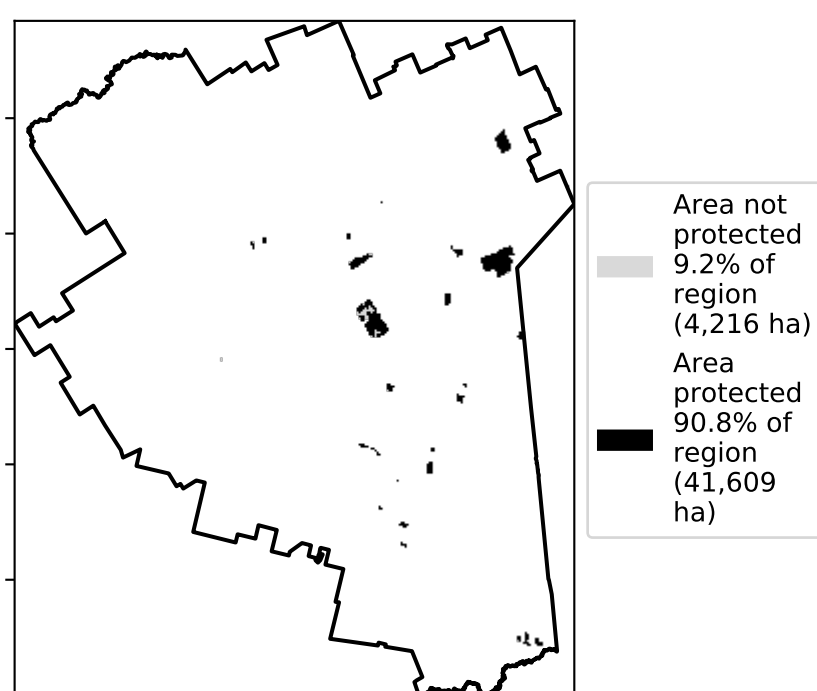 Area not
protected
9.2% of
region
(4,216 ha)
Area
protected
90.8% of
region
(41,609
ha)